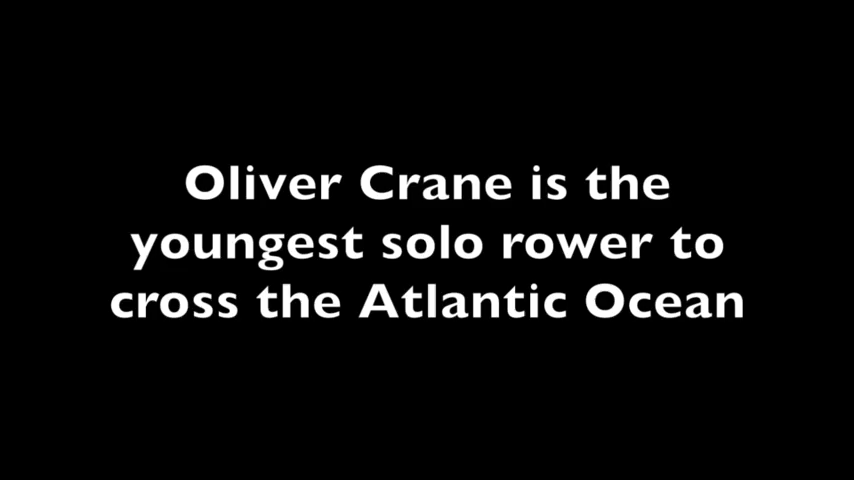 Oliver Crane is the
youngest solo rower to
cross the Atlantic Ocean